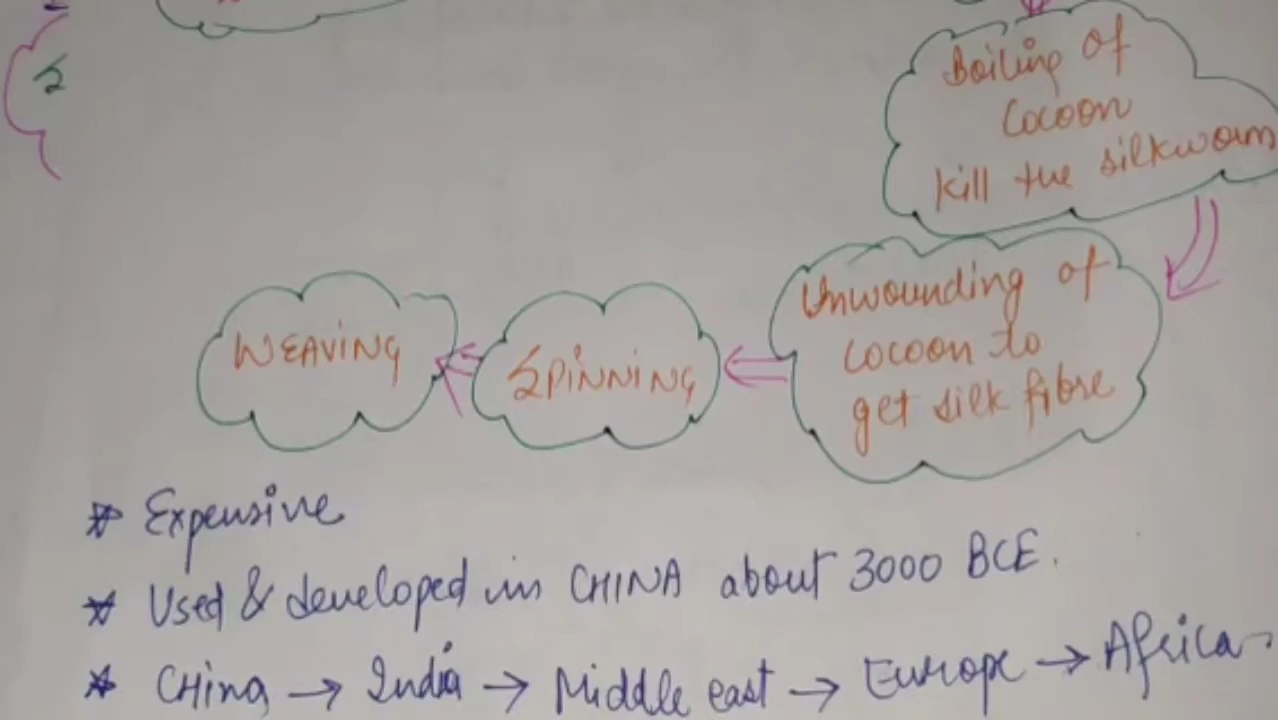 Boiling of
Cocoon
kill the silkworm
Unwounding of
cocoon to
get silk fibre
SPINNING
WEAVING
* Expensive
* Used & developed in CHINA about 3000 BCE.
* CHina → India → Middle east → Europe → Africa